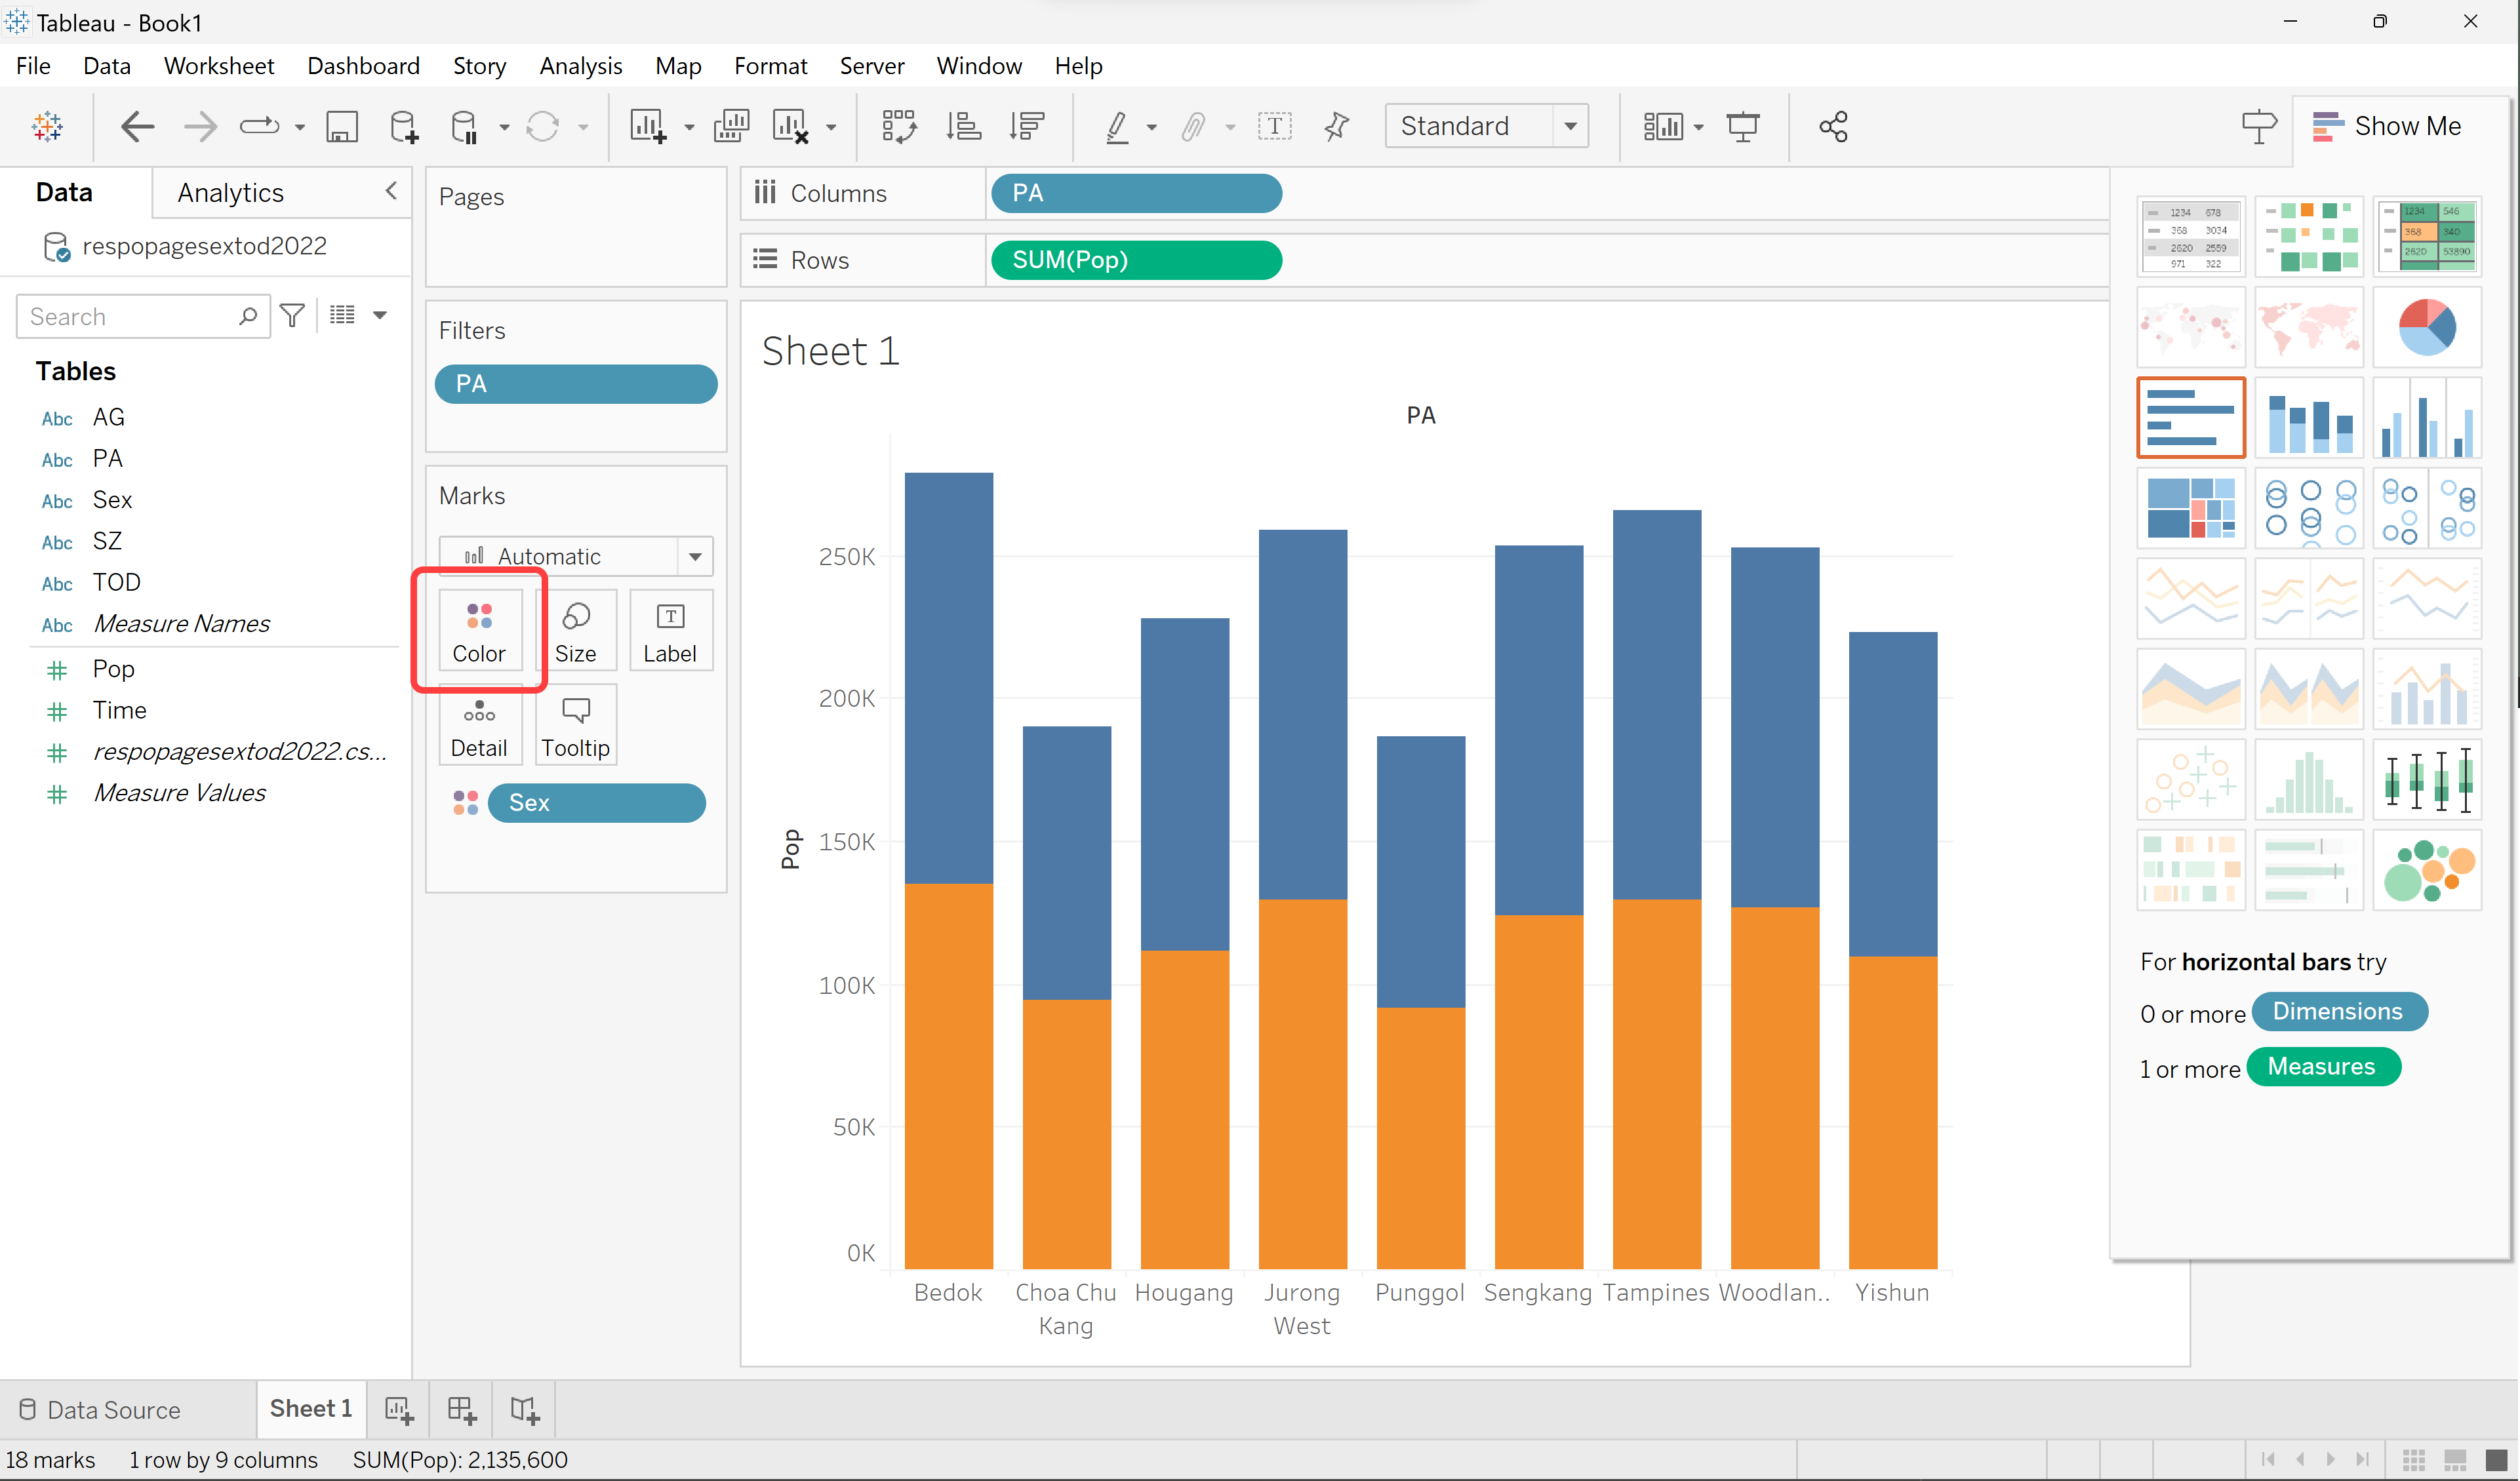 Tableau - Book1
File Data Worksheet Dashboard Story Analysis Map Format Server Window Help
Standard
Show Me
Data Analytics
respopagesextod2022
Search
Tables
Abc AG
Abc PA
Abc Sex
Abc SZ
Abc TOD
Abc Measure Names
Pop
Time
respopagesextod2022.cs...
Measure Values
Pages
Filters
PA
Marks
Automatic
Color Size Label
Detail Tooltip
Sex
Columns PA
Rows SUM(Pop)
Sheet 1
PA
Pop
250K
200K
150K
100K
50K
0K
Bedok Choa Chu Hougang Jurong Punggol Sengkang Tampines Woodlan.. Yishun
Kang West
1234 678
368 3034
2620 2559
971 322
1234 546
368 340
2620 53890
For horizontal bars try
0 or more Dimensions
1 or more Measures
Data Source Sheet 1
18 marks 1 row by 9 columns SUM(Pop): 2,135,600